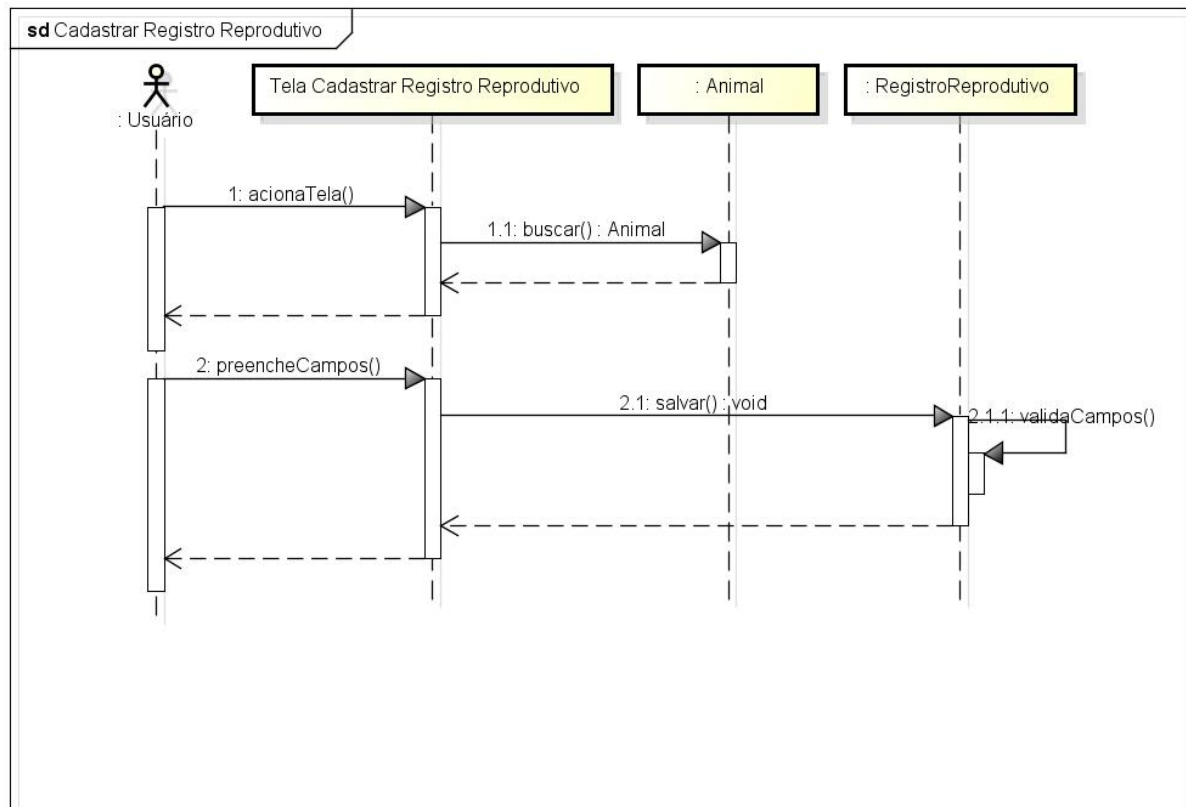 sd Cadastrar Registro Reprodutivo
: Usuário
Tela Cadastrar Registro Reprodutivo
: Animal
: RegistroReprodutivo
1: acionaTela()
1.1: buscar() : Animal
2: preencheCampos()
2.1: salvar() : void
2.1.1: validaCampos()